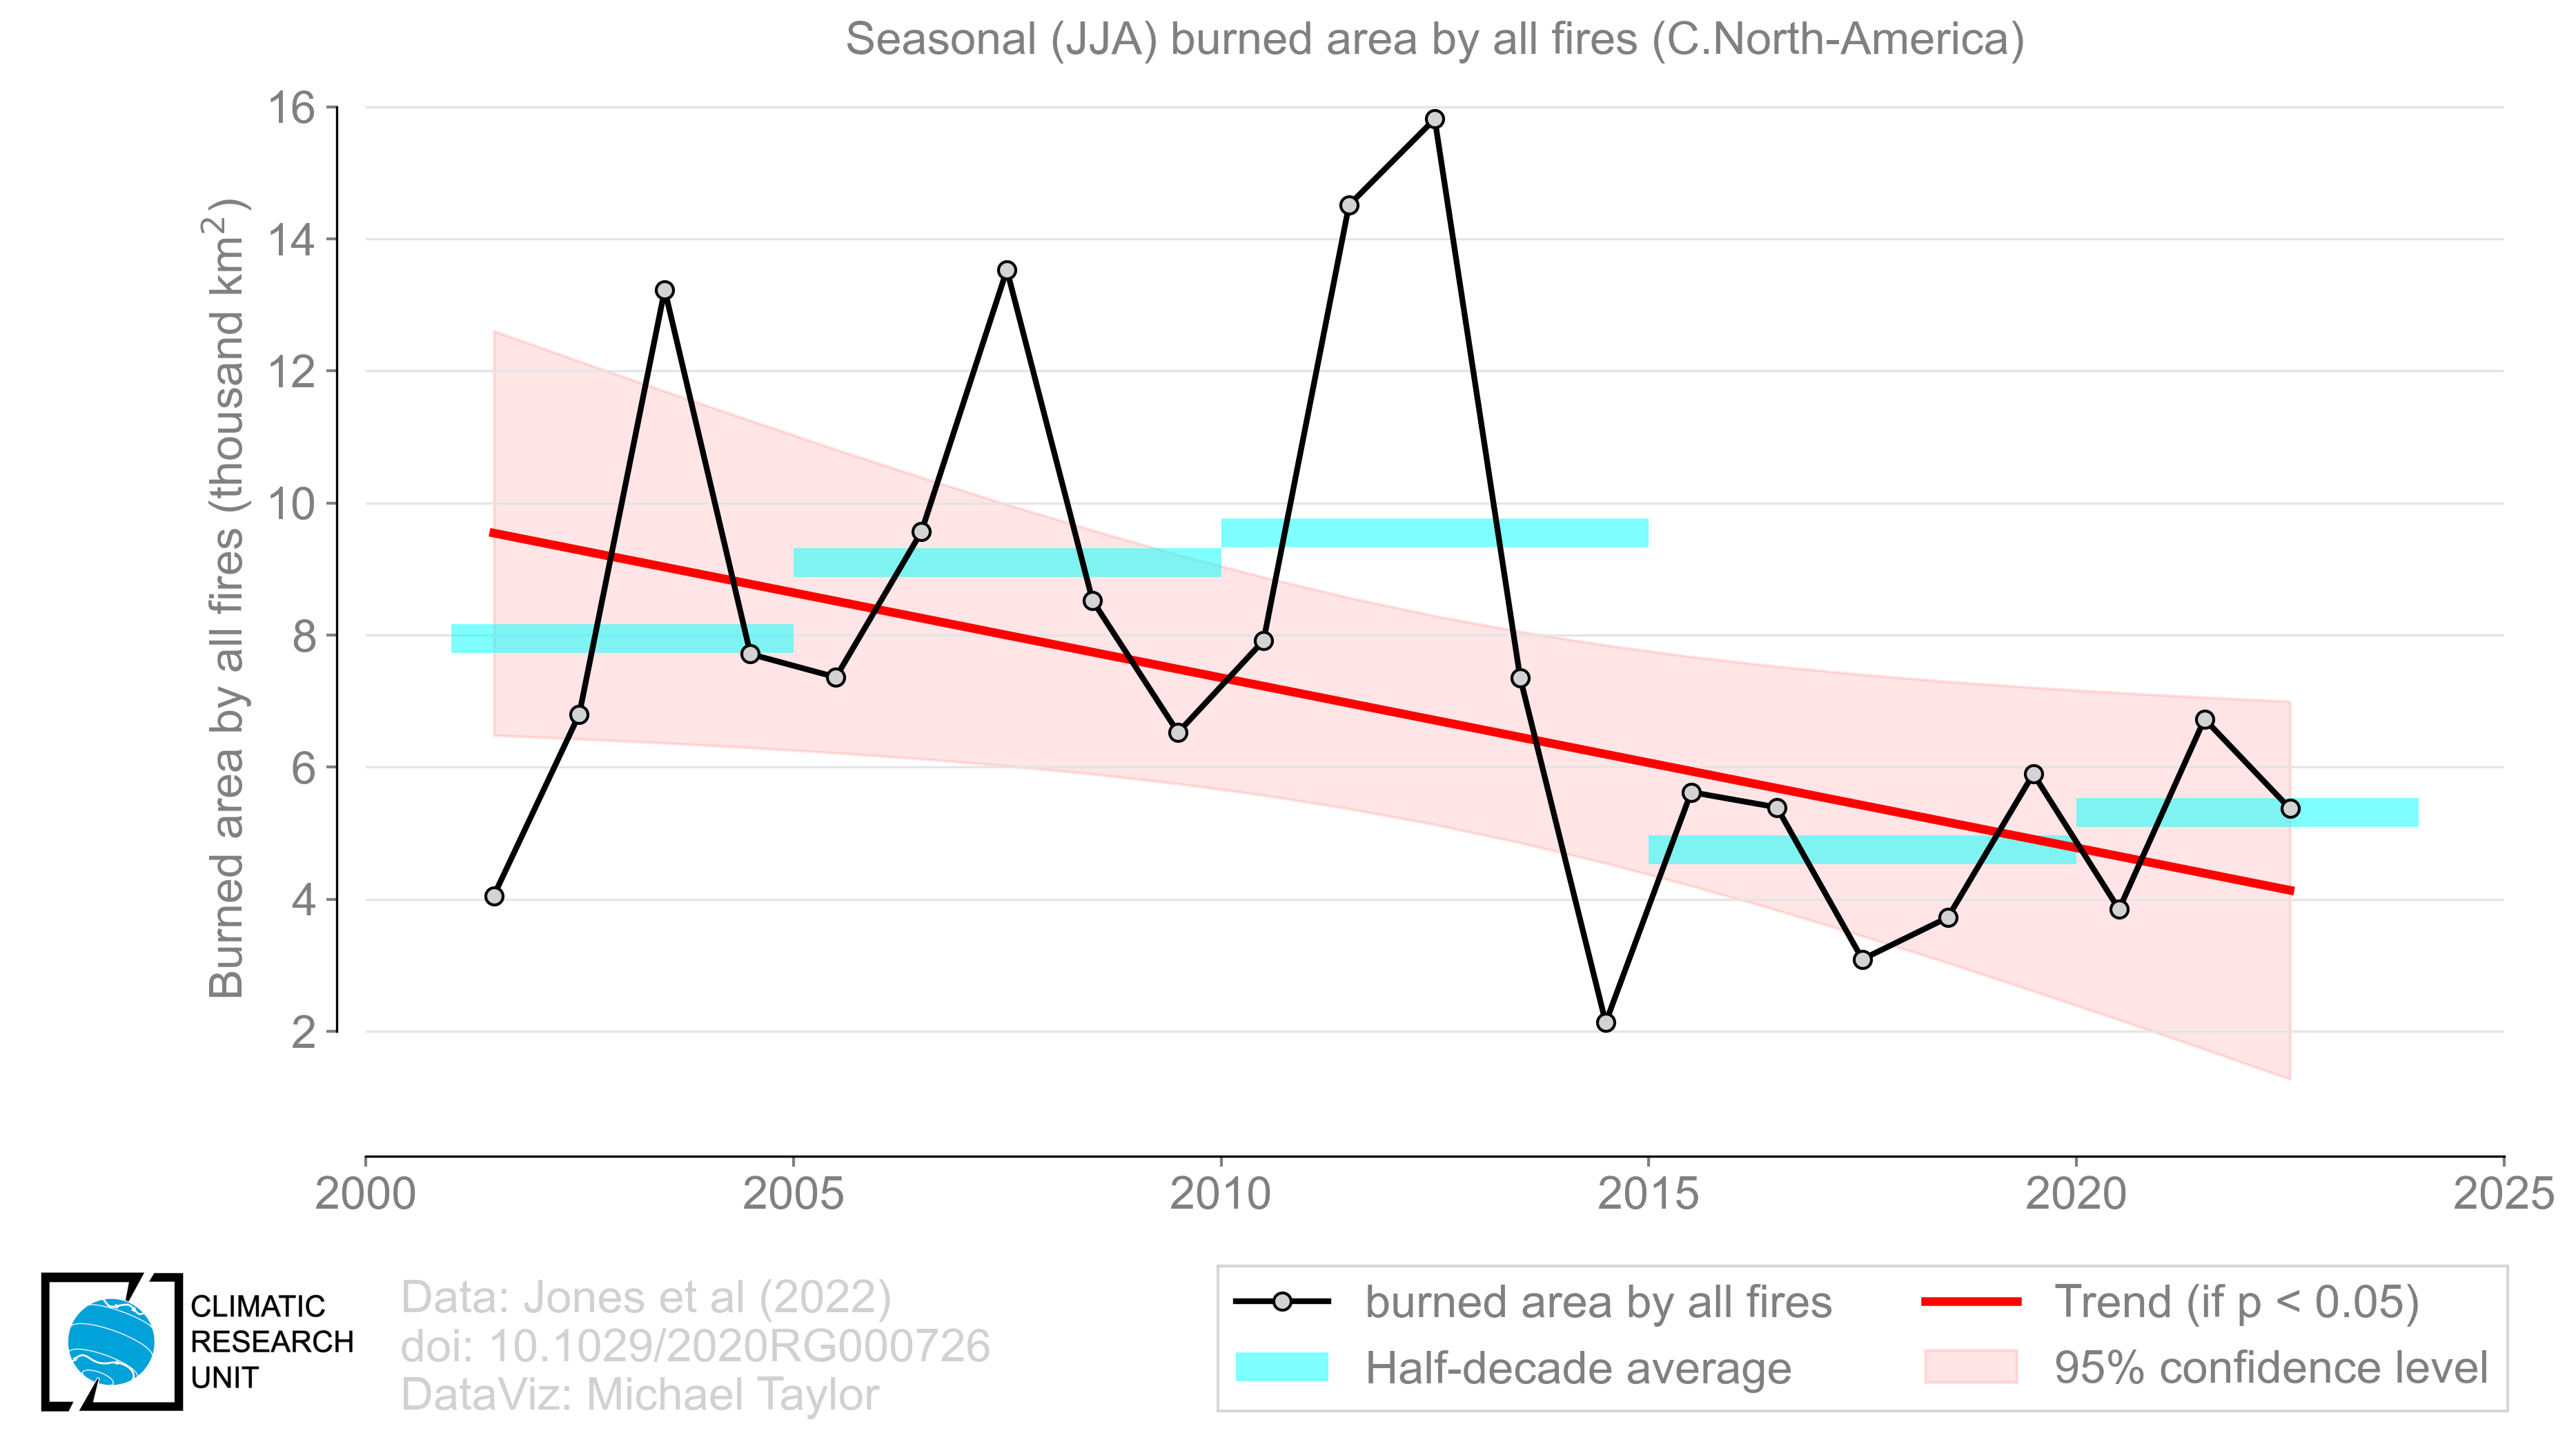 Seasonal (JJA) burned area by all fires (C.North-America)
Burned area by all fires (thousand km²)
16
14
12
10
8
6
4
2
2000
2005
2010
2015
2020
2025
CLIMATIC
RESEARCH
UNIT
Data: Jones et al (2022)
doi: 10.1029/2020RG000726
DataViz: Michael Taylor
burned area by all fires
Half-decade average
Trend (if p < 0.05)
95% confidence level